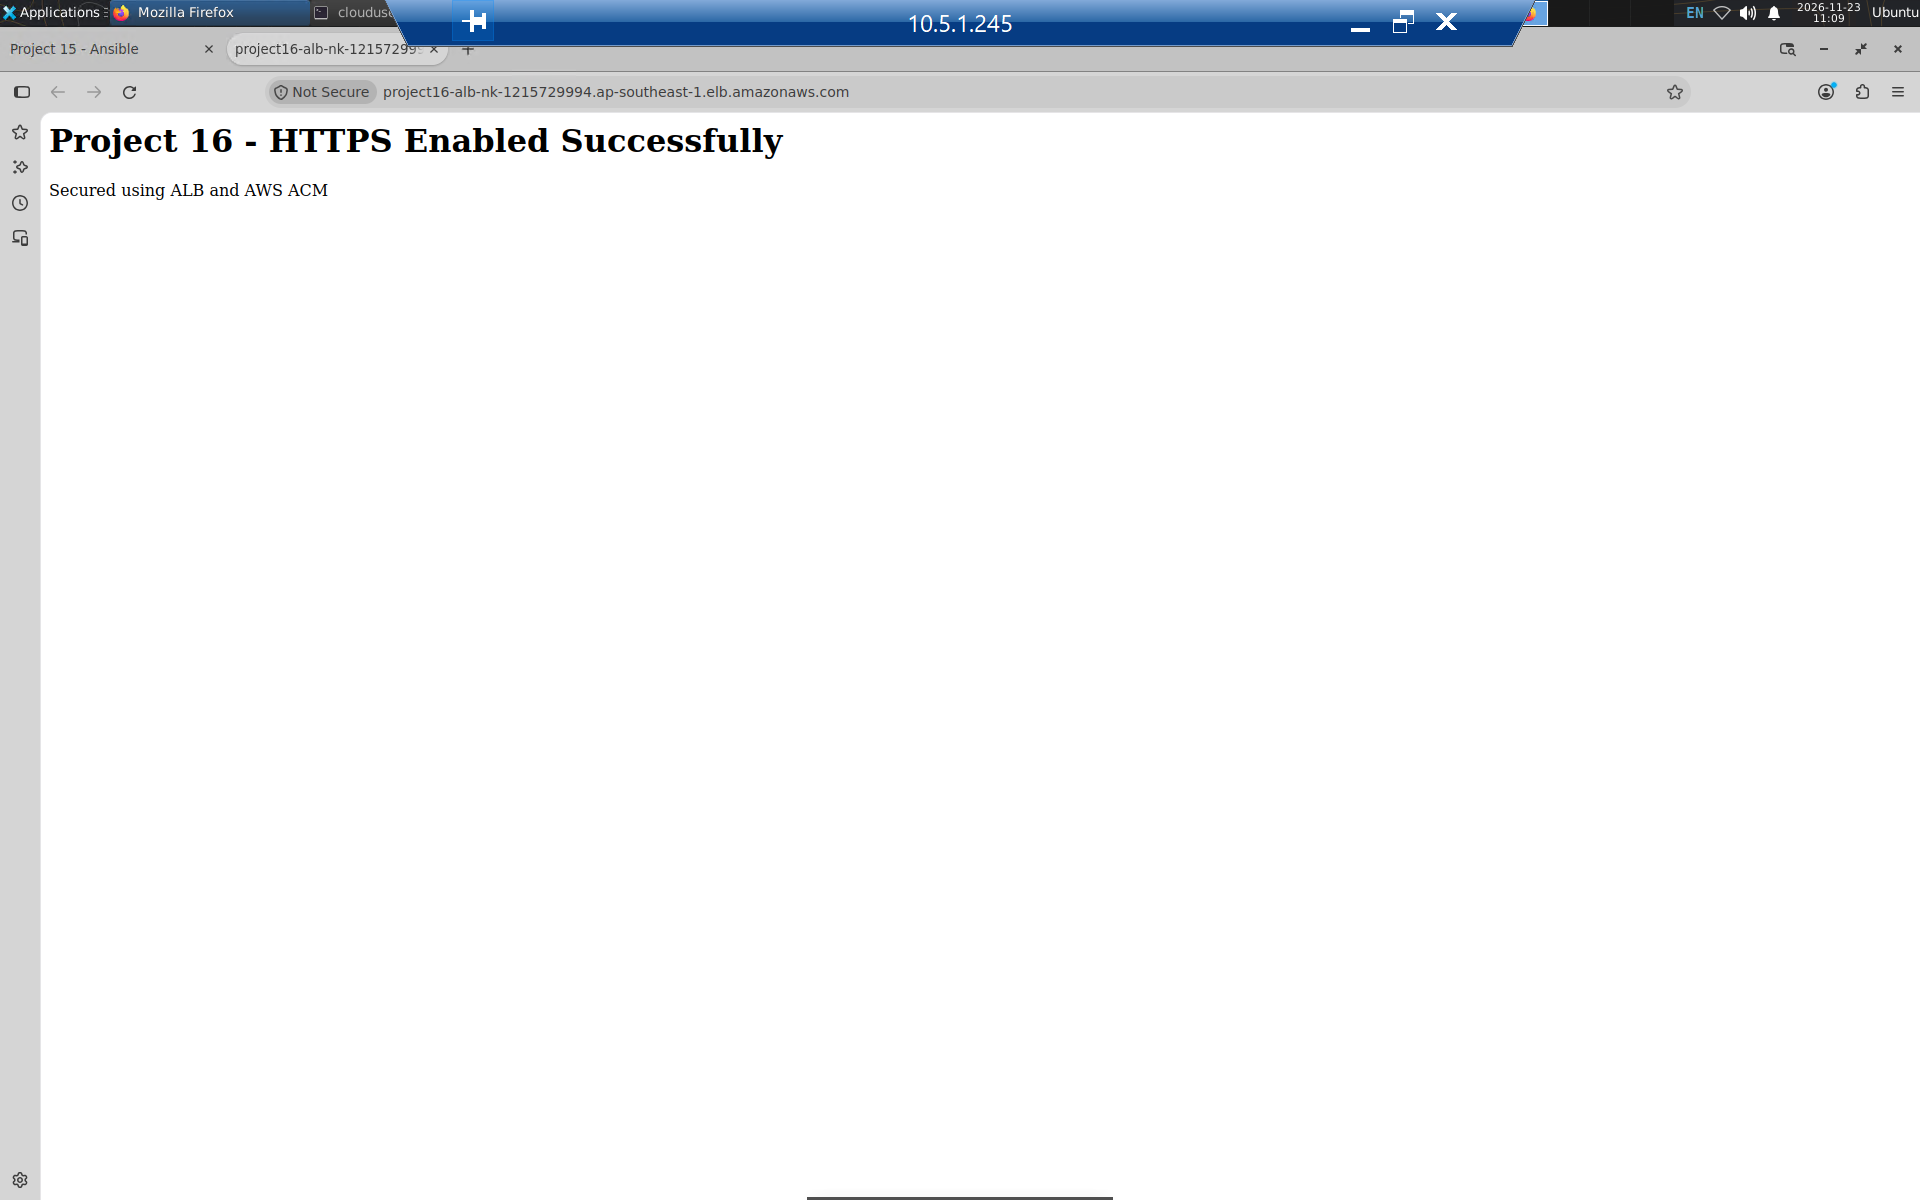 Applications
Mozilla Firefox
10.5.1.245
EN
2026-11-23
11:09
Ubuntu
Project 15 - Ansible
project16-alb-nk-12157299
Not Secure
project16-alb-nk-1215729994.ap-southeast-1.elb.amazonaws.com
Project 16 - HTTPS Enabled Successfully
Secured using ALB and AWS ACM